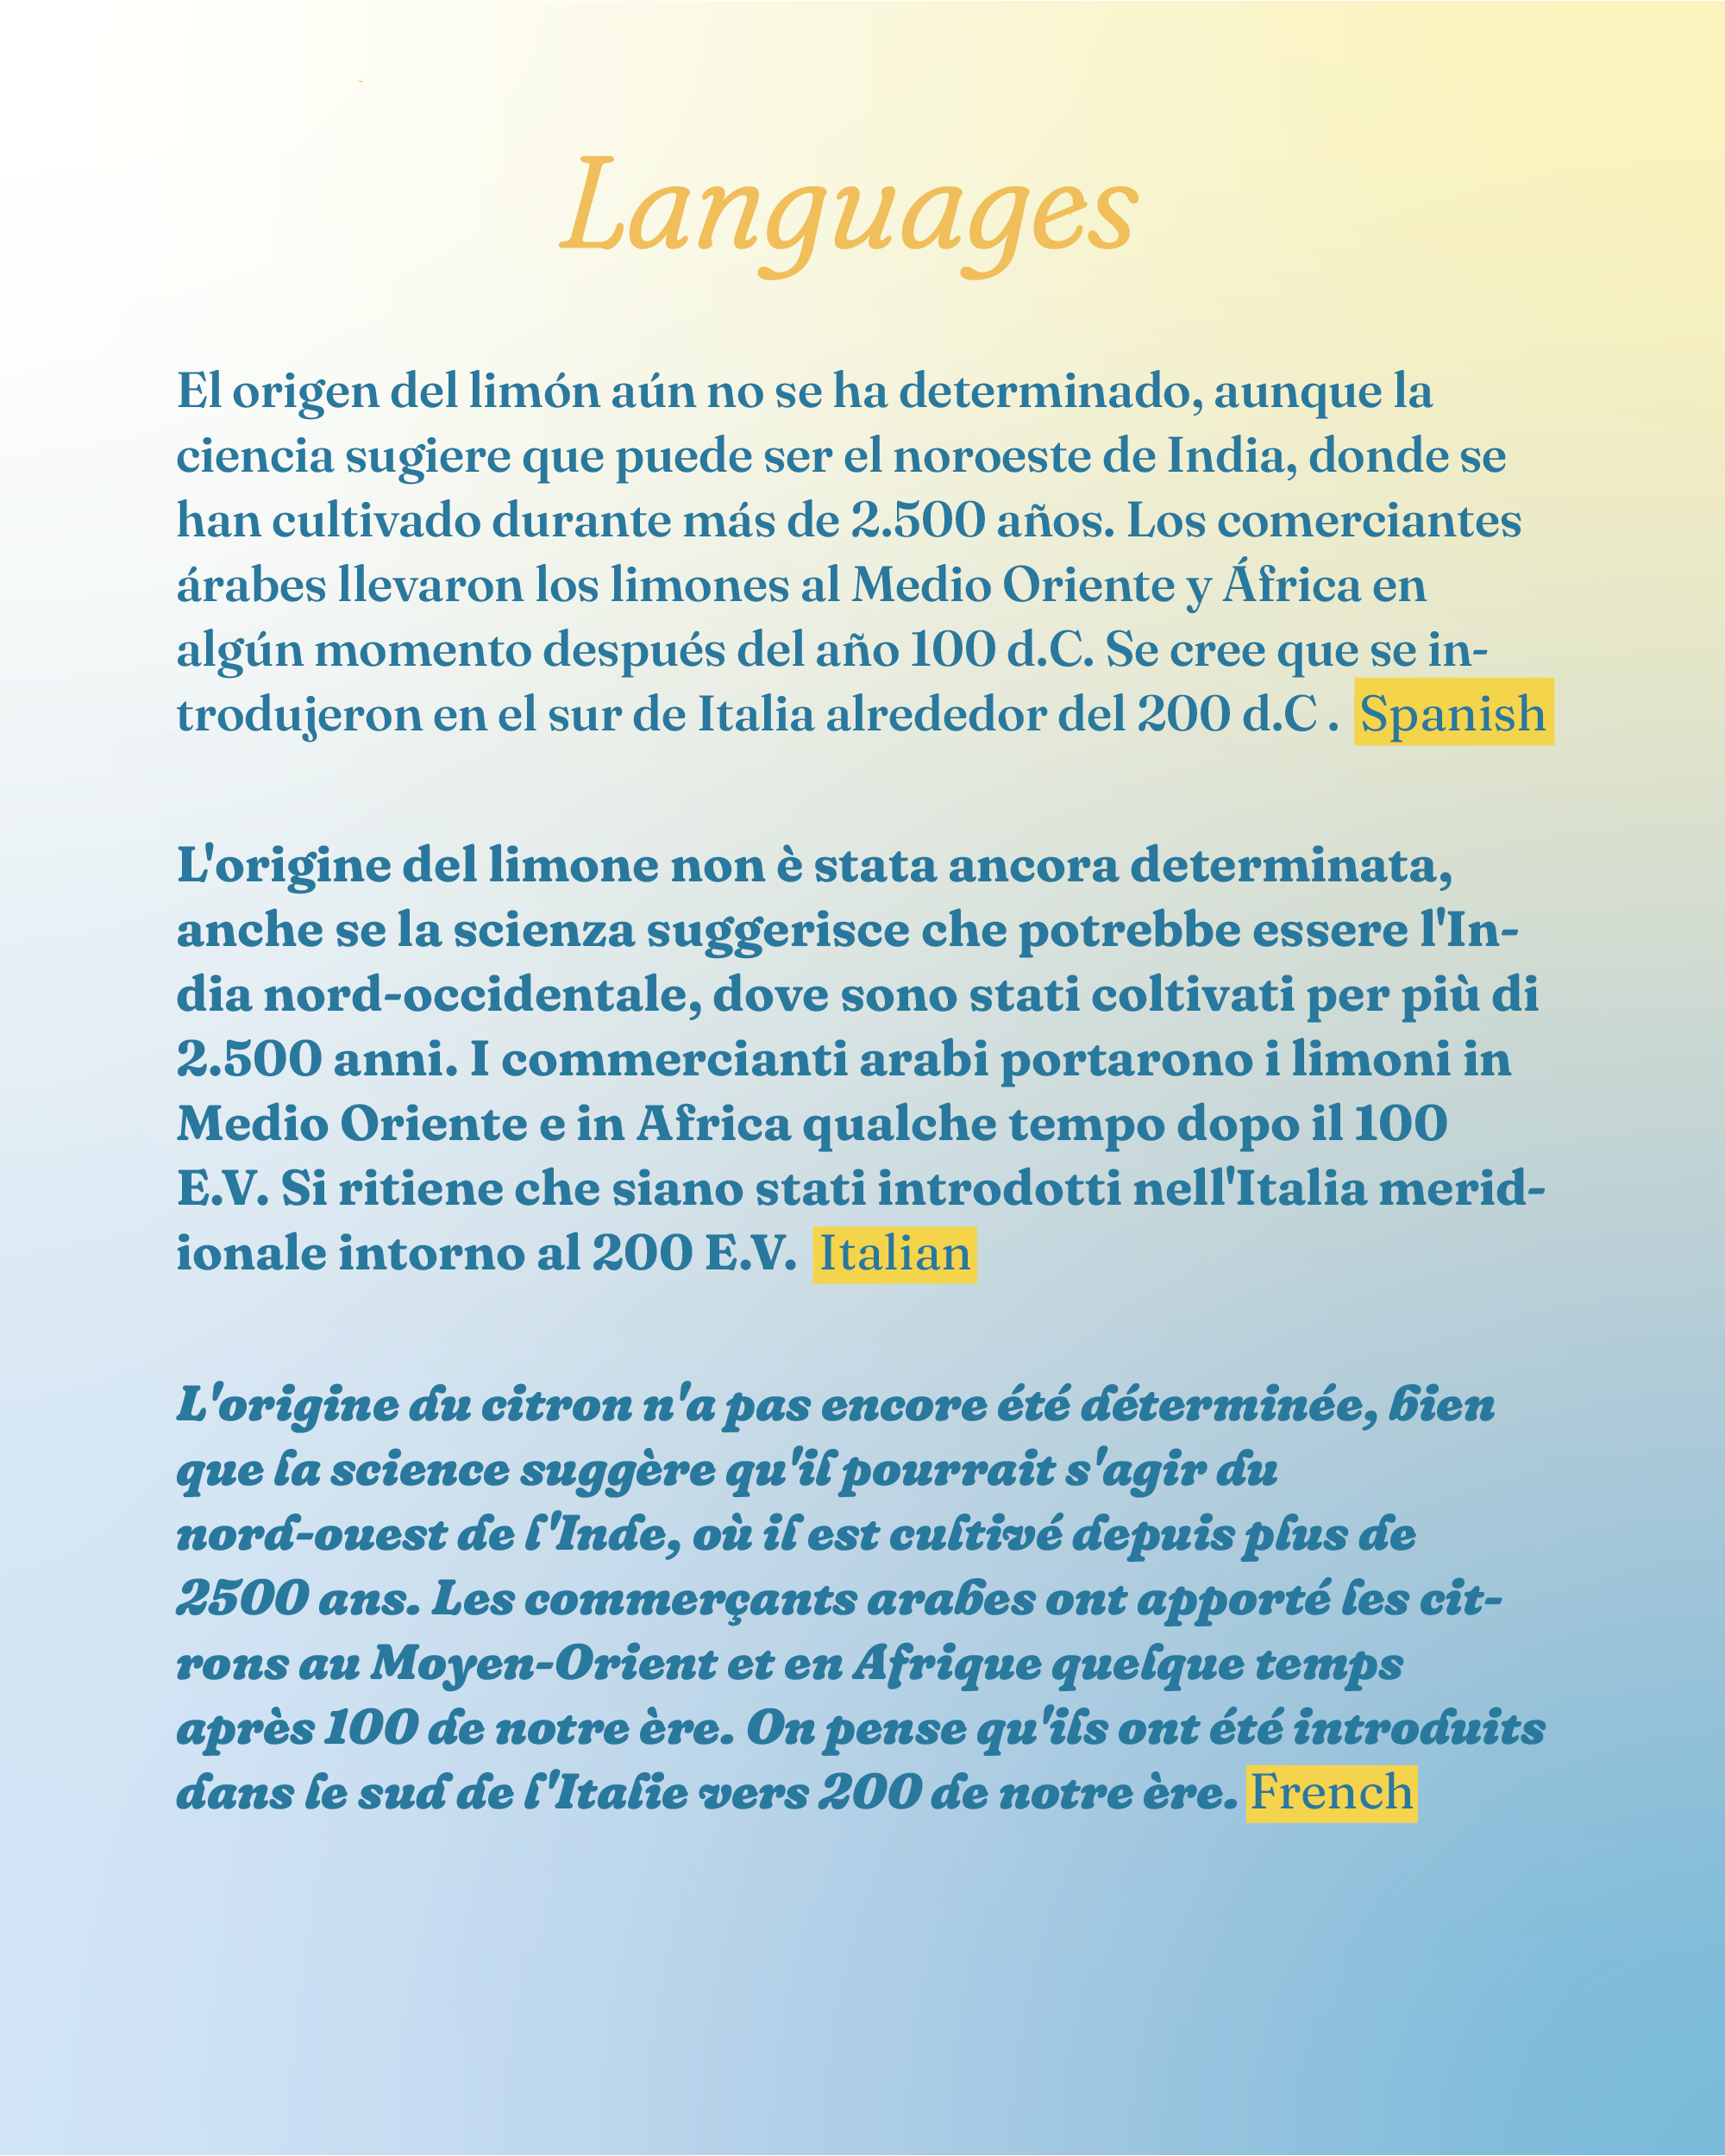 Languages
El origen del limón aún no se ha determinado, aunque la
ciencia sugiere que puede ser el noroeste de India, donde se
han cultivado durante más de 2.500 años. Los comerciantes
árabes llevaron los limones al Medio Oriente y África en
algún momento después del año 100 d.C. Se cree que se in-
trodujeron en el sur de Italia alrededor del 200 d.C . Spanish
L'origine del limone non è stata ancora determinata,
anche se la scienza suggerisce che potrebbe essere l'In-
dia nord-occidentale, dove sono stati coltivati per più di
2.500 anni. I commercianti arabi portarono i limoni in
Medio Oriente e in Africa qualche tempo dopo il 100
E.V. Si ritiene che siano stati introdotti nell'Italia merid-
ionale intorno al 200 E.V. Italian
L'origine du citron n'a pas encore été déterminée, bien
que la science suggère qu'il pourrait s'agir du
nord-ouest de l'Inde, où il est cultivé depuis plus de
2500 ans. Les commerçants arabes ont apporté les cit-
rons au Moyen-Orient et en Afrique quelque temps
après 100 de notre ère. On pense qu'ils ont été introduits
dans le sud de l'Italie vers 200 de notre ère. French